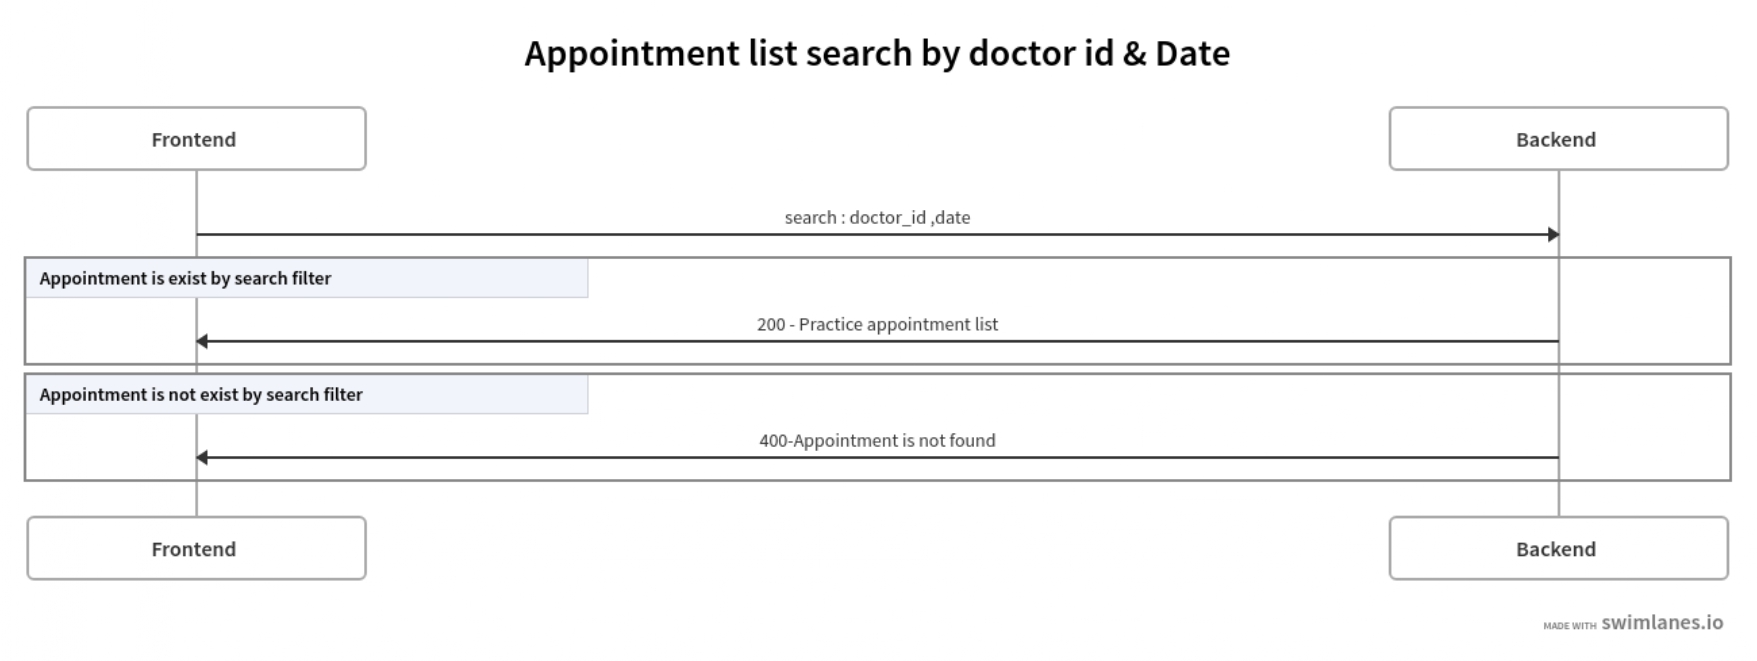 Appointment list search by doctor id & Date
Frontend
Backend
search : doctor_id ,date
Appointment is exist by search filter
200 - Practice appointment list
Appointment is not exist by search filter
400-Appointment is not found
Frontend
Backend
MADE WITH swimlanes.io